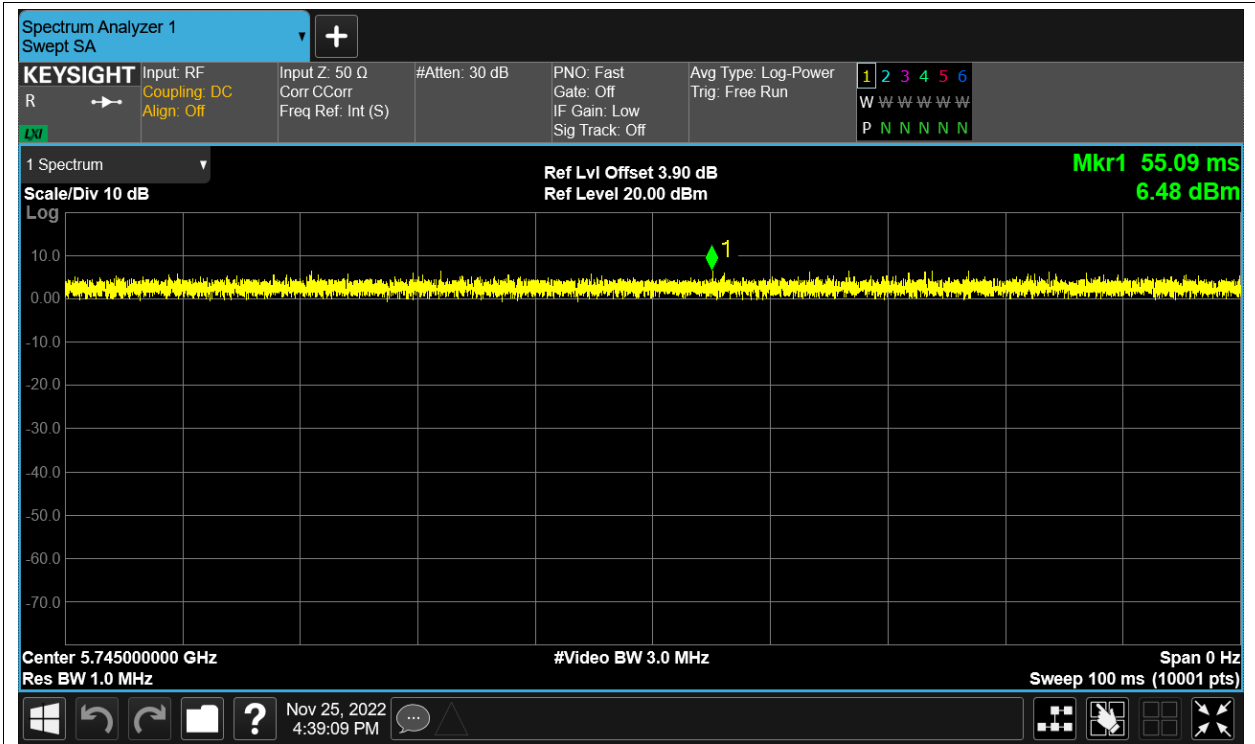 Spectrum Analyzer 1
Swept SA
KEYSIGHT
R
LXI
Input: RF
Coupling: DC
Align: Off
Input Z: 50 Ω
Corr CCorr
Freq Ref: Int (S)
#Atten: 30 dB
PNO: Fast
Gate: Off
IF Gain: Low
Sig Track: Off
Avg Type: Log-Power
Trig: Free Run
1 2 3 4 5 6
W W W W W W
P N N N N N
1 Spectrum
Scale/Div 10 dB
Ref Lvl Offset 3.90 dB
Ref Level 20.00 dBm
Mkr1 55.09 ms
6.48 dBm
Log
1
10.0
0.00
-10.0
-20.0
-30.0
-40.0
-50.0
-60.0
-70.0
Center 5.745000000 GHz
#Video BW 3.0 MHz
Span 0 Hz
Res BW 1.0 MHz
Sweep 100 ms (10001 pts)
?
Nov 25, 2022
4:39:09 PM